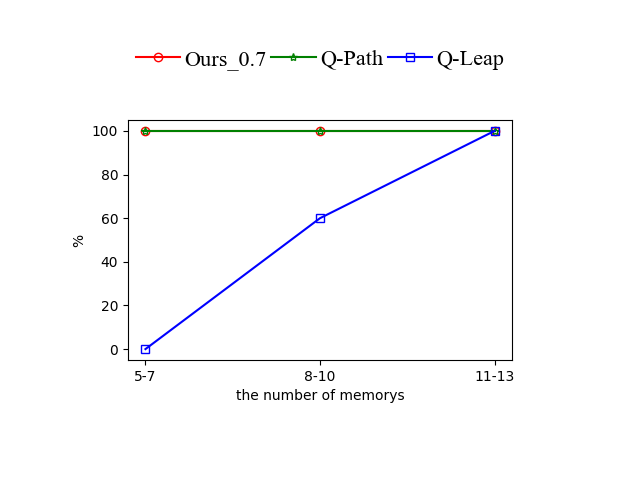 Ours_0.7 Q-Path Q-Leap
100
80
60
%
40
20
0
5-7 8-10 11-13
the number of memorys